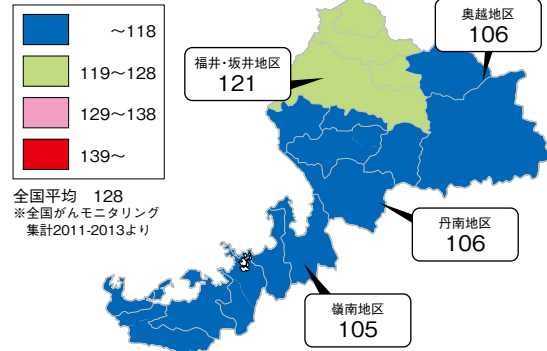 ～118
119～128
129～138
139～
全国平均 128
※全国がんモニタリング
集計2011-2013より
福井・坂井地区
121
奥越地区
106
丹南地区
106
嶺南地区
105